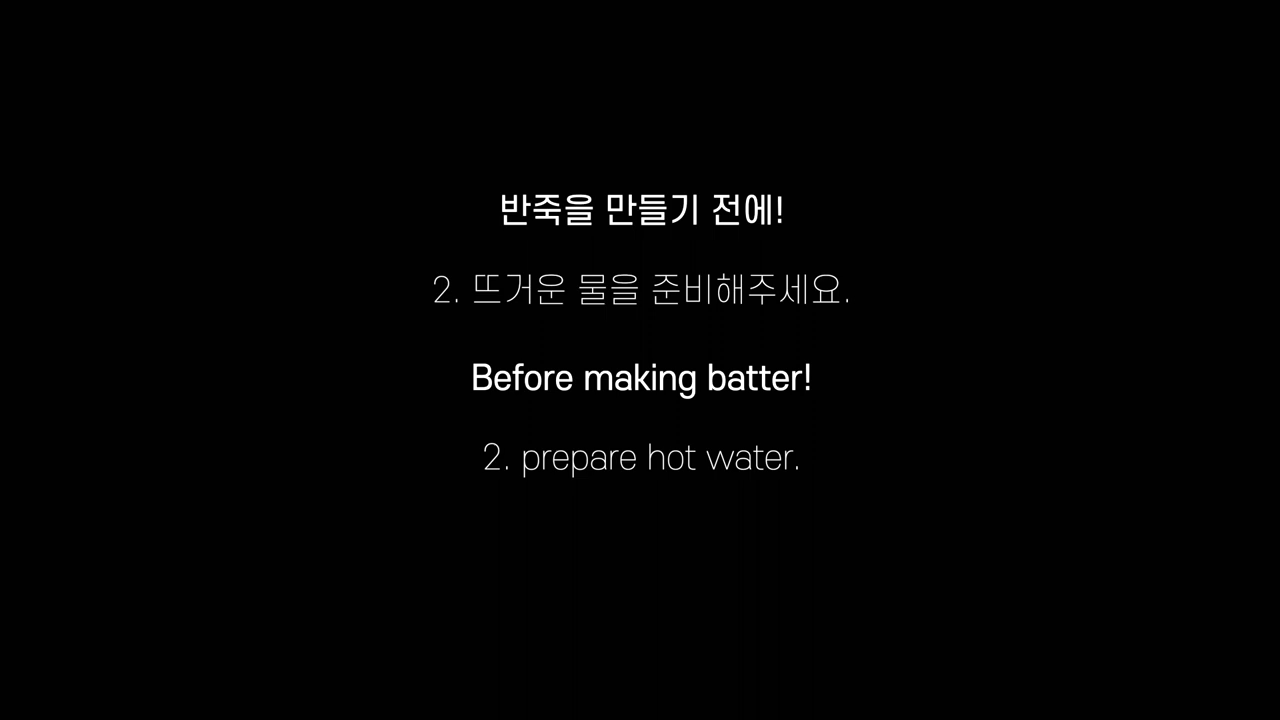 반죽을 만들기 전에!
2. 뜨거운 물을 준비해주세요.
Before making batter!
2. prepare hot water.